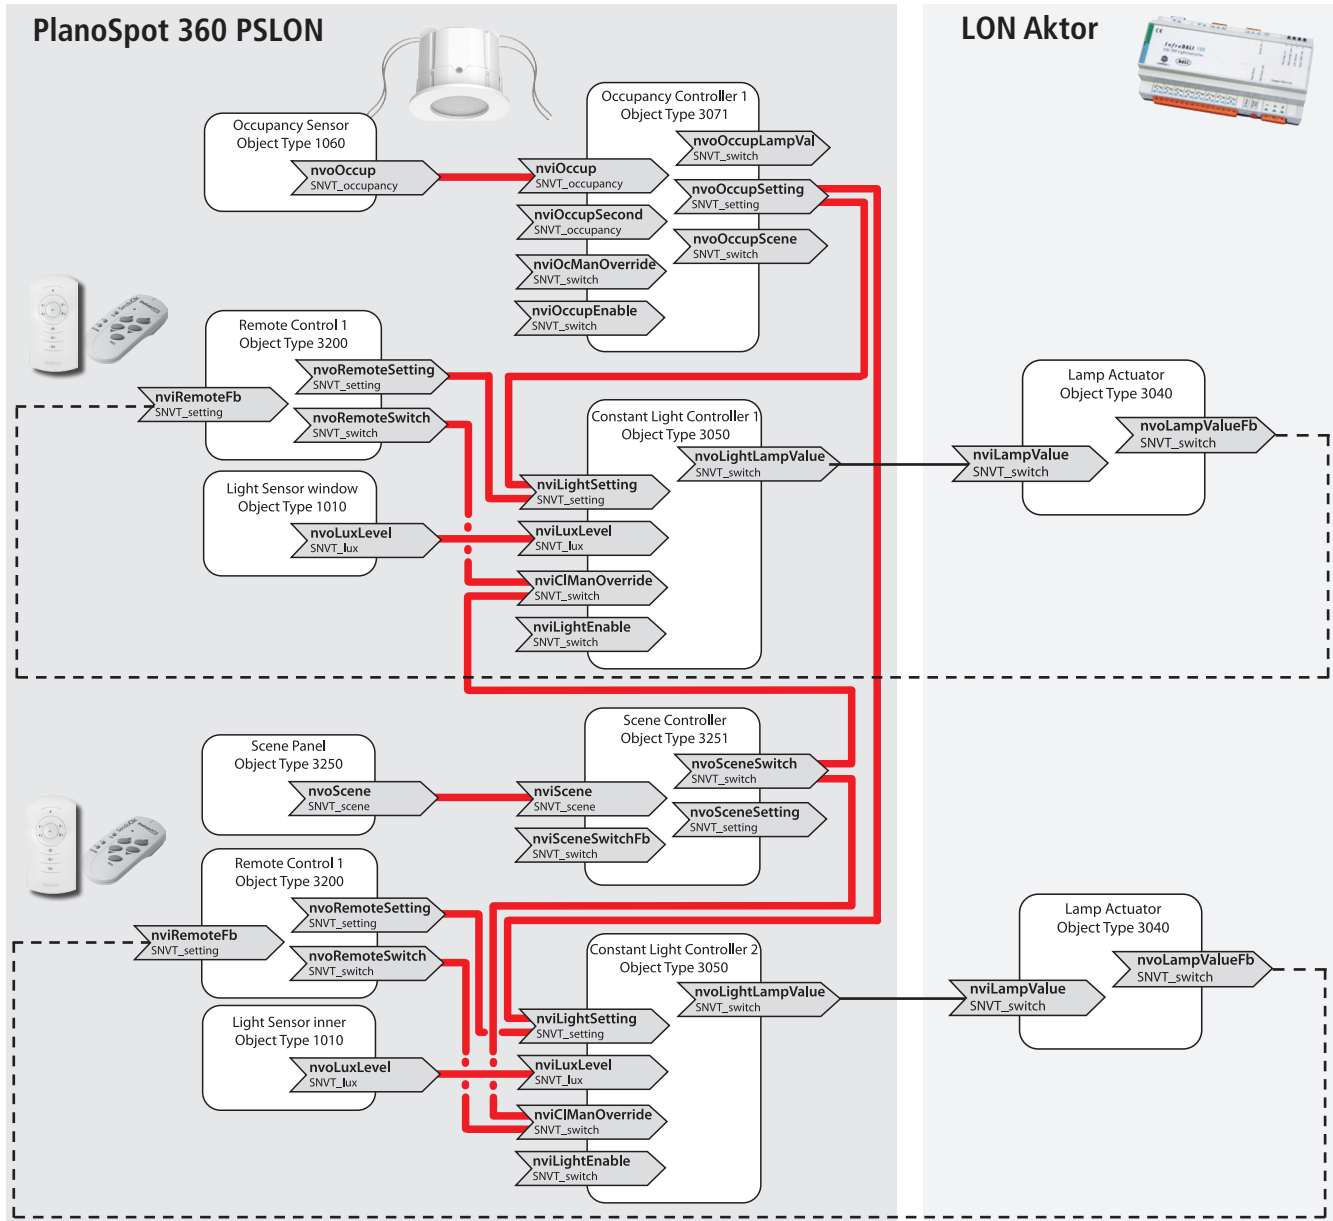 PlanoSpot 360 PSLON
LON Aktor
Occupancy Sensor
Object Type 1060
nvoOccup
SNVT_occupancy
Occupancy Controller 1
Object Type 3071
nvoOccupLampVal
SNVT_switch
nviOccup
SNVT_occupancy
nvoOccupSetting
SNVT_setting
nviOccupSecond
SNVT_occupancy
nvoOccupScene
SNVT_switch
nviOcManOverride
SNVT_switch
nviOccupEnable
SNVT_switch
Remote Control 1
Object Type 3200
nvoRemoteSetting
SNVT_setting
nviRemoteFb
SNVT_setting
nvoRemoteSwitch
SNVT_switch
Light Sensor window
Object Type 1010
nvoLuxLevel
SNVT_lux
Constant Light Controller 1
Object Type 3050
nvoLightLampValue
SNVT_switch
nviLightSetting
SNVT_setting
nviLuxLevel
SNVT_lux
nviClManOverride
SNVT_switch
nviLightEnable
SNVT_switch
Lamp Actuator
Object Type 3040
nvoLampValueFb
SNVT_switch
nviLampValue
SNVT_switch
Scene Panel
Object Type 3250
nvoScene
SNVT_scene
Scene Controller
Object Type 3251
nvoSceneSwitch
SNVT_switch
nviScene
SNVT_scene
nvoSceneSetting
SNVT_setting
nviSceneSwitchFb
SNVT_switch
Remote Control 1
Object Type 3200
nvoRemoteSetting
SNVT_setting
nviRemoteFb
SNVT_setting
nvoRemoteSwitch
SNVT_switch
Light Sensor inner
Object Type 1010
nvoLuxLevel
SNVT_lux
Constant Light Controller 2
Object Type 3050
nvoLightLampValue
SNVT_switch
nviLightSetting
SNVT_setting
nviLuxLevel
SNVT_lux
nviClManOverride
SNVT_switch
nviLightEnable
SNVT_switch
Lamp Actuator
Object Type 3040
nvoLampValueFb
SNVT_switch
nviLampValue
SNVT_switch